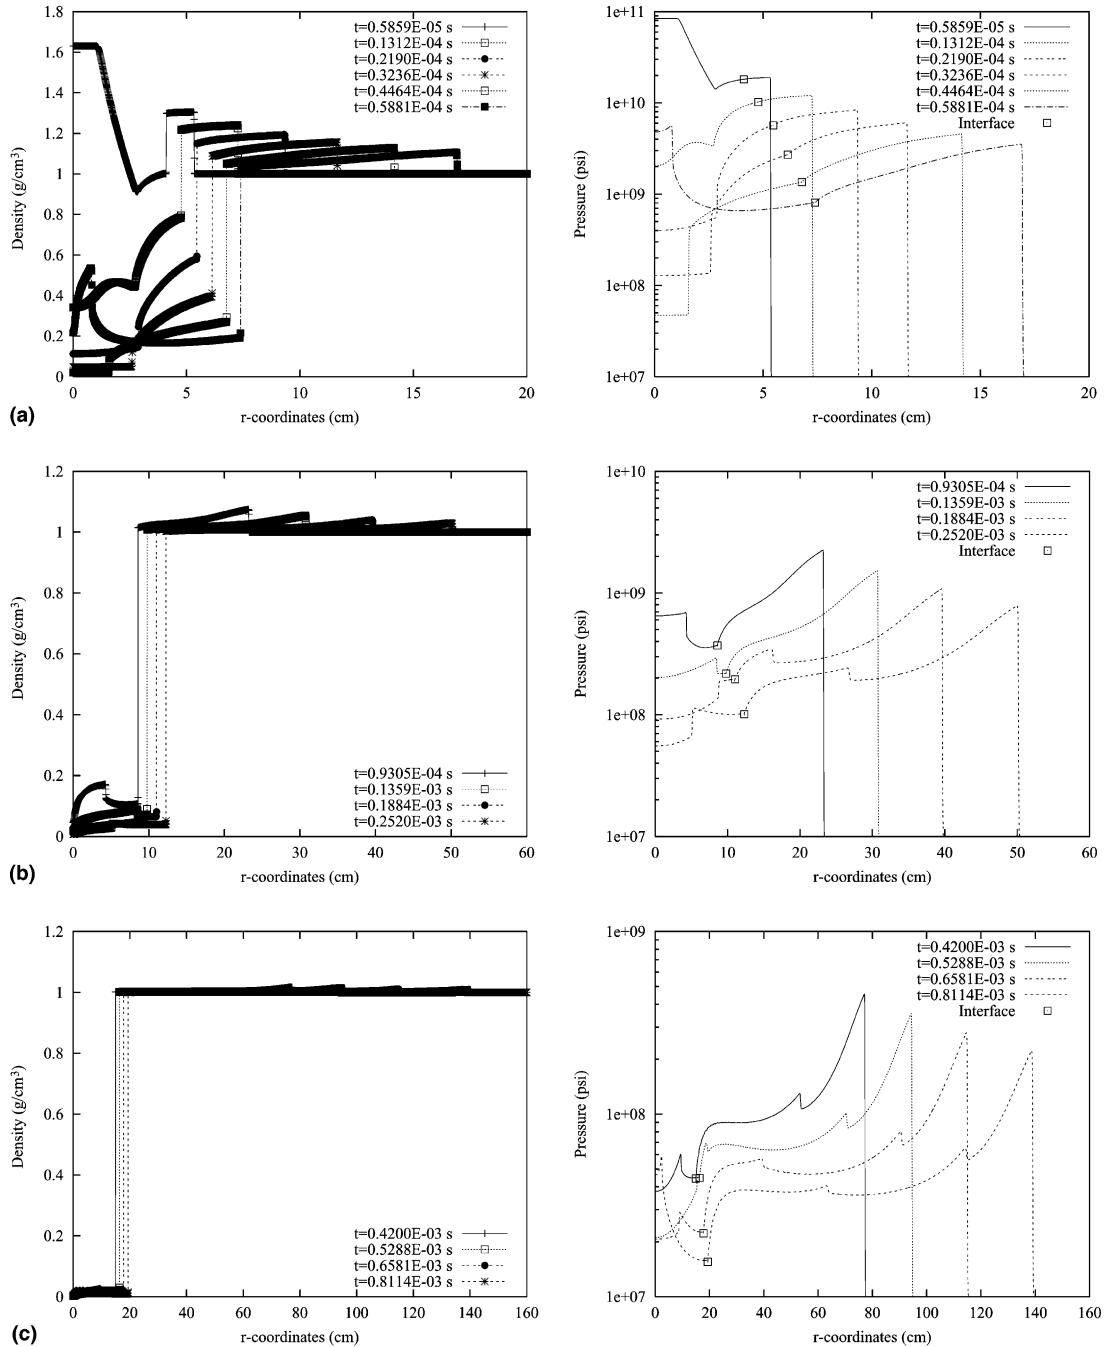 1.8
1.6
1.4
1.2
1
0.8
0.6
0.4
0.2
0
Density (g/cm³)
t=0.5859E-05 s
t=0.1312E-04 s
t=0.2190E-04 s
t=0.3236E-04 s
t=0.4464E-04 s
t=0.5881E-04 s
0 5 10 15 20
r-coordinates (cm)
1e+11
1e+10
1e+09
1e+08
1e+07
Pressure (psi)
t=0.5859E-05 s
t=0.1312E-04 s
t=0.2190E-04 s
t=0.3236E-04 s
t=0.4464E-04 s
t=0.5881E-04 s
Interface
0 5 10 15 20
r-coordinates (cm)
(a)
1.2
1
0.8
0.6
0.4
0.2
0
Density (g/cm³)
t=0.9305E-04 s
t=0.1359E-03 s
t=0.1884E-03 s
t=0.2520E-03 s
0 10 20 30 40 50 60
r-coordinates (cm)
1e+10
1e+09
1e+08
1e+07
Pressure (psi)
t=0.9305E-04 s
t=0.1359E-03 s
t=0.1884E-03 s
t=0.2520E-03 s
Interface
0 10 20 30 40 50 60
r-coordinates (cm)
(b)
1.2
1
0.8
0.6
0.4
0.2
0
Density (g/cm³)
t=0.4200E-03 s
t=0.5288E-03 s
t=0.6581E-03 s
t=0.8114E-03 s
0 20 40 60 80 100 120 140 160
r-coordinates (cm)
1e+09
1e+08
1e+07
Pressure (psi)
t=0.4200E-03 s
t=0.5288E-03 s
t=0.6581E-03 s
t=0.8114E-03 s
Interface
0 20 40 60 80 100 120 140 160
r-coordinates (cm)
(c)